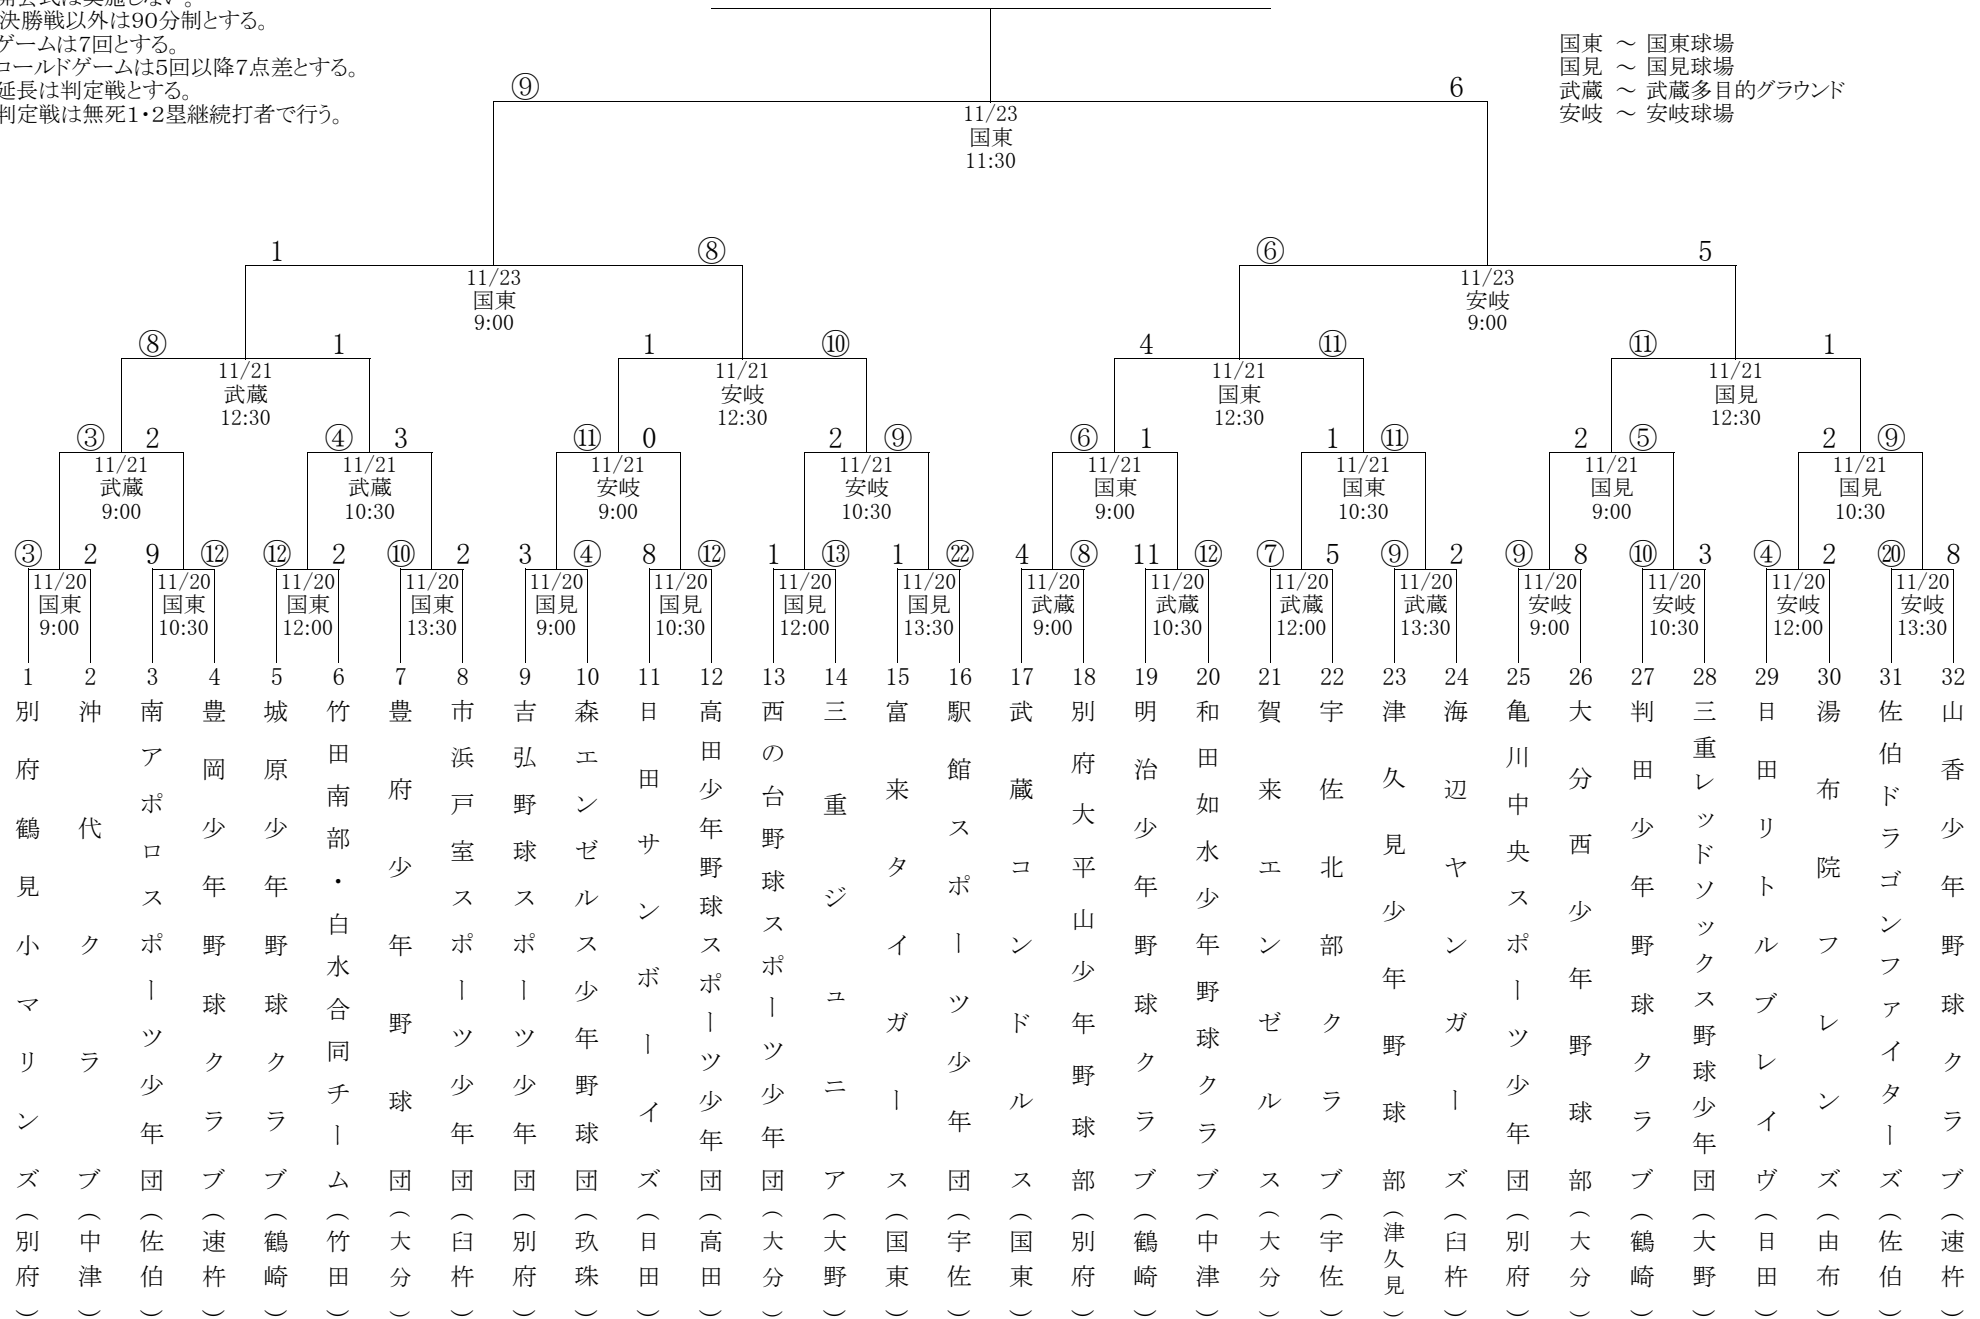 開会式は実施しない。
決勝戦以外は90分制とする。
ゲームは7回とする。
コールドゲームは5回以降7点差とする。
延長は判定戦とする。
判定戦は無死1・2塁継続打者で行う。
国東 ～ 国東球場
国見 ～ 国見球場
武蔵 ～ 武蔵多目的グラウンド
安岐 ～ 安岐球場
⑨ 6
11/23
国東
11:30
1 ⑧ ⑥ 5
11/23 11/23
国東 安岐
9:00 9:00
⑧ 1 1 ⑩ 4 ⑪ ⑪ 1
11/21 11/21 11/21 11/21
武蔵 安岐 国東 国見
12:30 12:30 12:30 12:30
③ 2 ④ 3 ⑪ 0 2 ⑨ ⑥ 1 1 ⑪ 2 ⑤ 2 ⑨
11/21 11/21 11/21 11/21 11/21 11/21 11/21 11/21
武蔵 武蔵 安岐 安岐 国東 国東 国見 国見
9:00 10:30 9:00 10:30 9:00 10:30 9:00 10:30
③ 2 9 ⑫ ⑫ 2 ⑩ 2 3 ④ 8 ⑫ 1 ⑬ 1 ㉒ 4 ⑧ 11 ⑫ ⑦ 5 ⑨ 2 ⑨ 8 ⑩ 3 ④ 2 ⑳ 8
11/20 11/20 11/20 11/20 11/20 11/20 11/20 11/20 11/20 11/20 11/20 11/20 11/20 11/20 11/20 11/20
国東 国東 国東 国東 国見 国見 国見 国見 武蔵 武蔵 武蔵 武蔵 安岐 安岐 安岐 安岐
9:00 10:30 12:00 13:30 9:00 10:30 12:00 13:30 9:00 10:30 12:00 13:30 9:00 10:30 12:00 13:30
1 別府鶴見小マリンズ(別府)
2 沖代クラブ(中津)
3 南アポロスポーツ少年団(佐伯)
4 豊岡少年野球クラブ(速杵)
5 城原少年野球クラブ(鶴崎)
6 竹田南部・白水合同チーム(竹田)
7 豊府少年野球団(大分)
8 市浜戸室スポーツ少年団(臼杵)
9 吉弘野球スポーツ少年団(別府)
10 森エンゼルス少年野球団(玖珠)
11 日田サンボーイズ(日田)
12 高田少年野球スポーツ少年団(高田)
13 西の台野球スポーツ少年団(大分)
14 三重ジュニア(大野)
15 富来タイガース(国東)
16 駅館スポーツ少年団(宇佐)
17 武蔵コンドルス(国東)
18 別府大平山少年野球部(別府)
19 明治少年野球クラブ(鶴崎)
20 和田如水少年野球クラブ(中津)
21 賀来エンゼルス(大分)
22 宇佐北部クラブ(宇佐)
23 津久見少年野球部(津久見)
24 海辺ヤンガーズ(臼杵)
25 亀川中央スポーツ少年団(別府)
26 大分西少年野球部(大分)
27 判田少年野球クラブ(鶴崎)
28 三重レッドソックス野球少年団(大野)
29 日田リトルブレイヴ(日田)
30 湯布院フレンズ(由布)
31 佐伯ドラゴンファイターズ(佐伯)
32 山香少年野球クラブ(速杵)